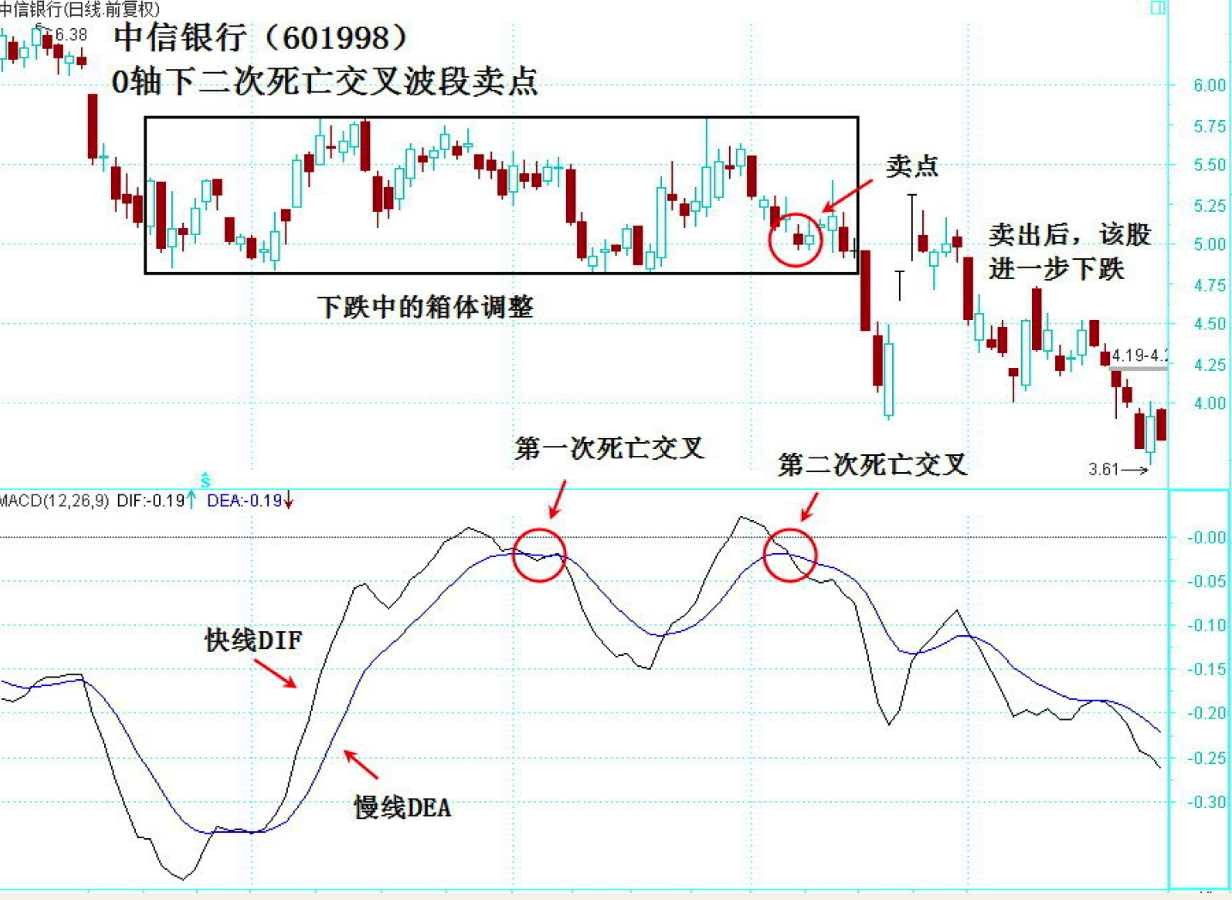 中信银行(日线.前复权)
6.38
中信银行（601998）
0轴下二次死亡交叉波段卖点
6.00
5.75
5.50
5.25
5.00
4.75
4.50
4.25
4.00
卖点
卖出后，该股
进一步下跌
下跌中的箱体调整
4.19-4.2
第一次死亡交叉
第二次死亡交叉
3.61
ŝ
MACD(12,26,9) DIF:-0.19↑ DEA:-0.19↓
-0.00
-0.05
-0.10
-0.15
-0.20
-0.25
-0.30
快线DIF
慢线DEA